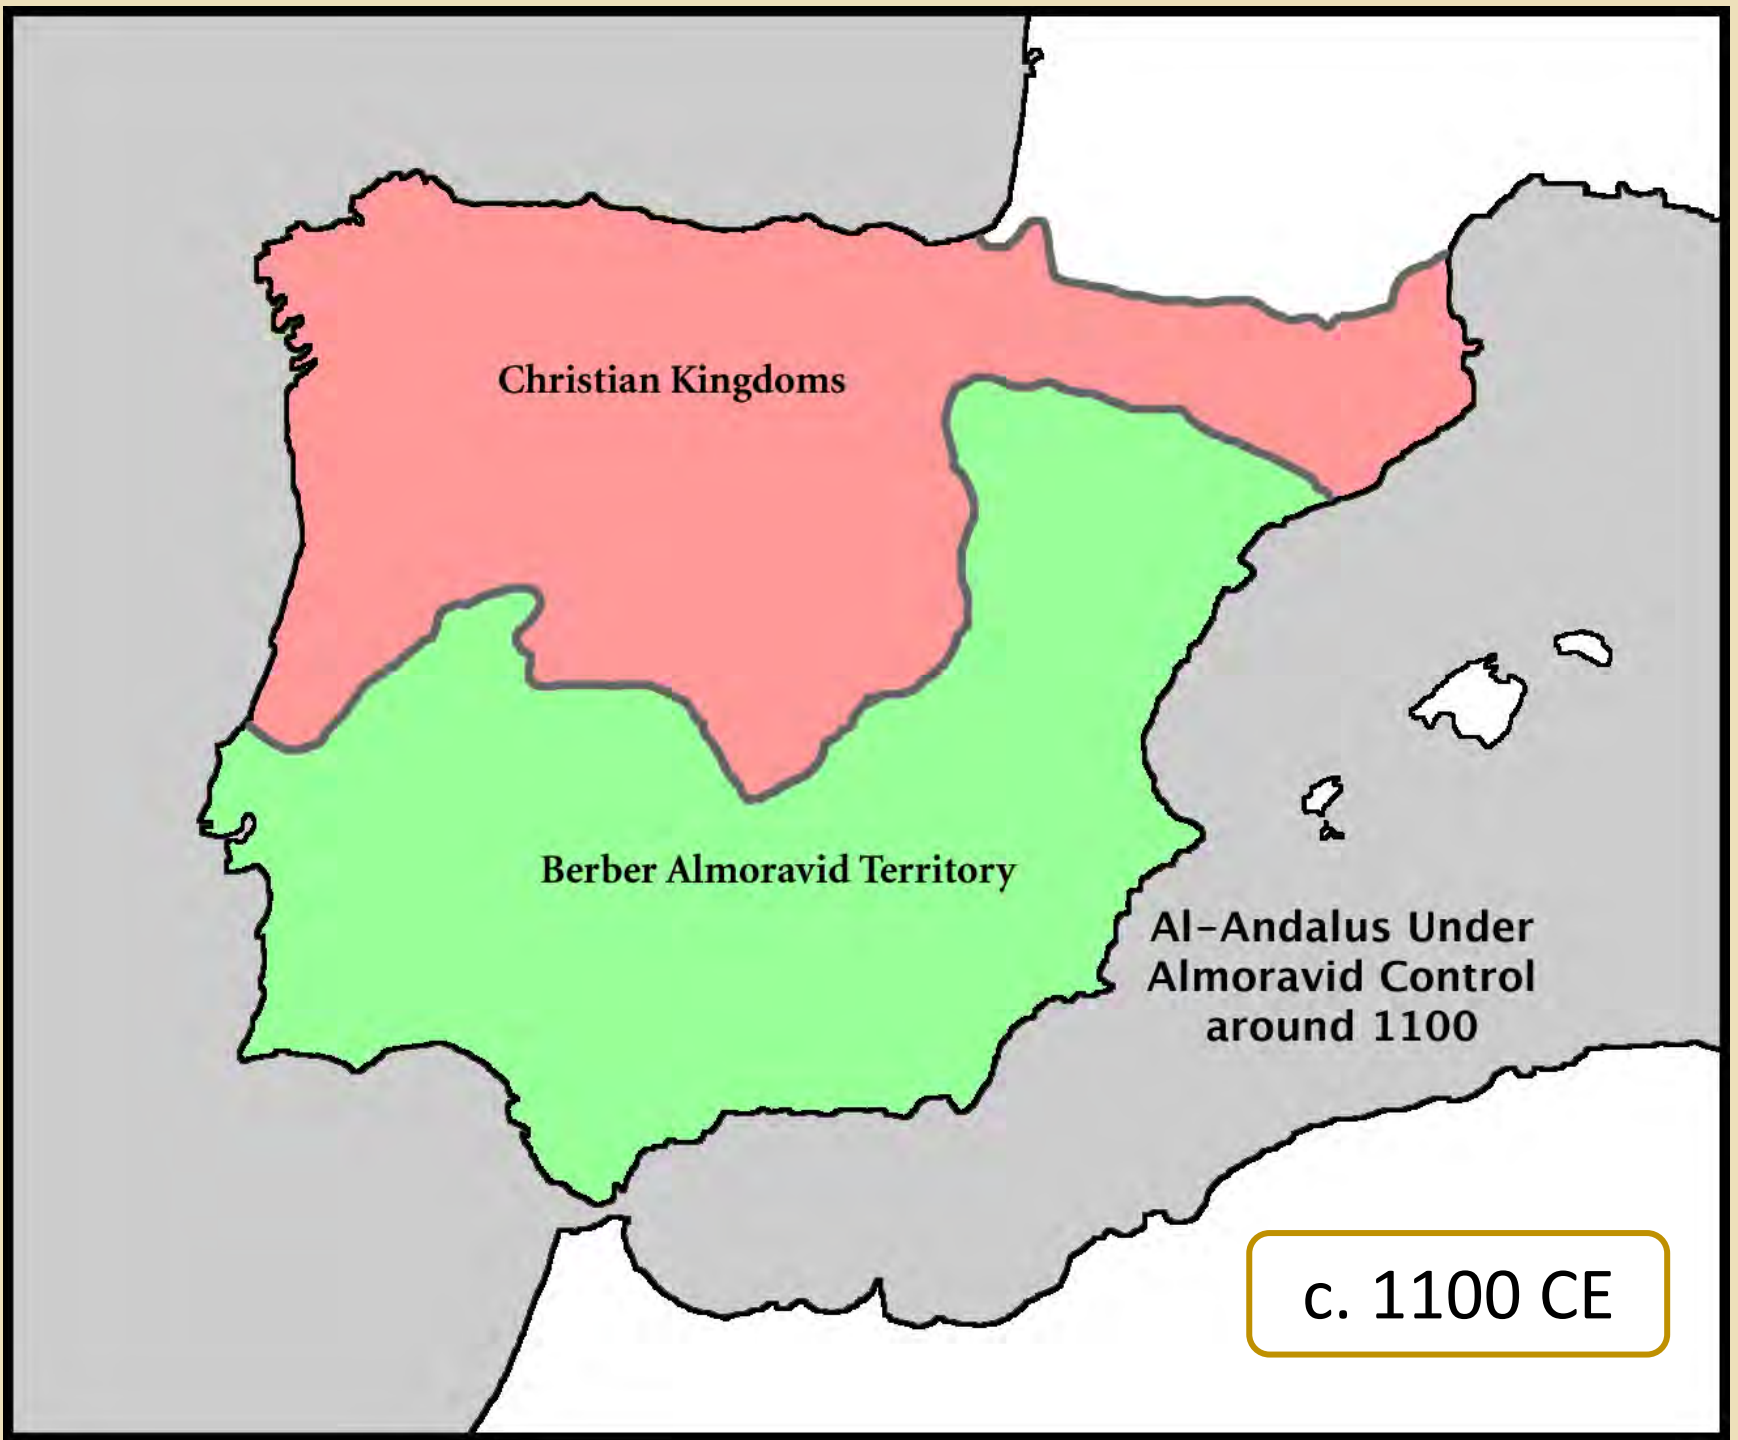 Christian Kingdoms
Berber Almoravid Territory
Al-Andalus Under
Almoravid Control
around 1100
c. 1100 CE